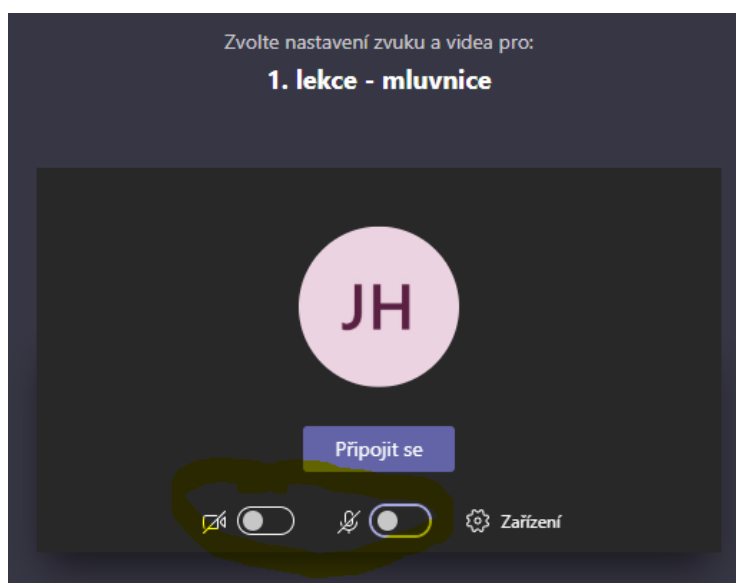 Zvolte nastavení zvuku a videa pro:
1. lekce - mluvnice
JH
Připojit se
Zařízení